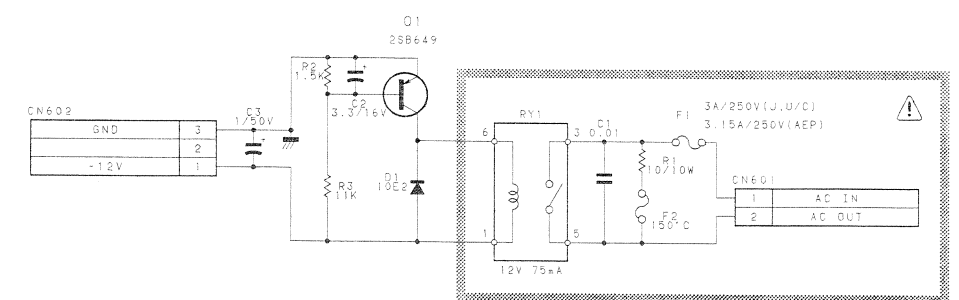 Q1
2SB649
R2
1.5K
+
C2
3.3/16V
CN602
C3
1/50V
+
GND 3
2
-12V 1
R3
11K
D1
10E2
6
1
RY1
3
5
12V 75mA
C1
0.01
3A/250V(J,U/C)
F1
3.15A/250V(AEP)
R1
10/10W
F2
150°C
CN601
1 AC IN
2 AC OUT
!